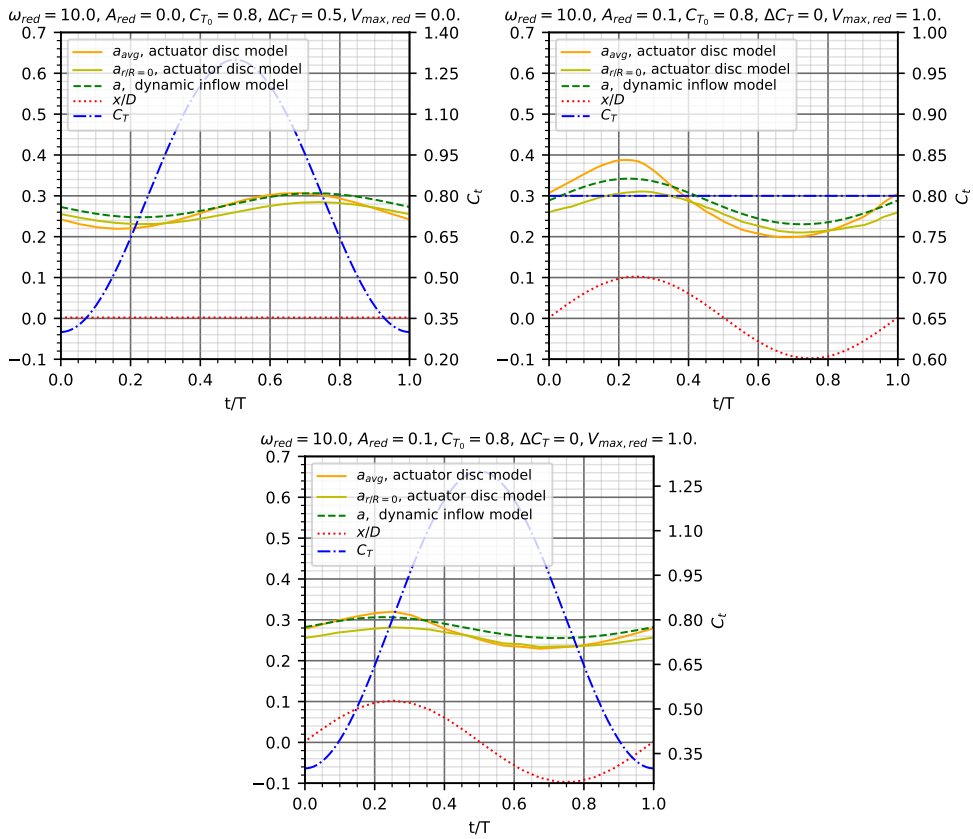 ω_red = 10.0, A_red = 0.0, C_T₀ = 0.8, ΔC_T = 0.5, V_max,red = 0.0.
0.7
0.6
0.5
0.4
0.3
0.2
0.1
0.0
−0.1
a_avg, actuator disc model
a_r/R=0, actuator disc model
a, dynamic inflow model
x/D
C_T
1.40
1.30
1.10
0.95
0.80
0.65
0.50
0.35
0.20
C_t
0.0 0.2 0.4 0.6 0.8 1.0
t/T
ω_red = 10.0, A_red = 0.1, C_T₀ = 0.8, ΔC_T = 0, V_max,red = 1.0.
0.7
0.6
0.5
0.4
0.3
0.2
0.1
0.0
−0.1
a_avg, actuator disc model
a_r/R=0, actuator disc model
a, dynamic inflow model
x/D
C_T
1.00
0.95
0.90
0.85
0.80
0.75
0.70
0.65
0.60
C_t
0.0 0.2 0.4 0.6 0.8 1.0
t/T
ω_red = 10.0, A_red = 0.1, C_T₀ = 0.8, ΔC_T = 0, V_max,red = 1.0.
0.7
0.6
0.5
0.4
0.3
0.2
0.1
0.0
−0.1
a_avg, actuator disc model
a_r/R=0, actuator disc model
a, dynamic inflow model
x/D
C_T
1.25
1.10
0.95
0.80
0.65
0.50
0.35
C_t
0.0 0.2 0.4 0.6 0.8 1.0
t/T